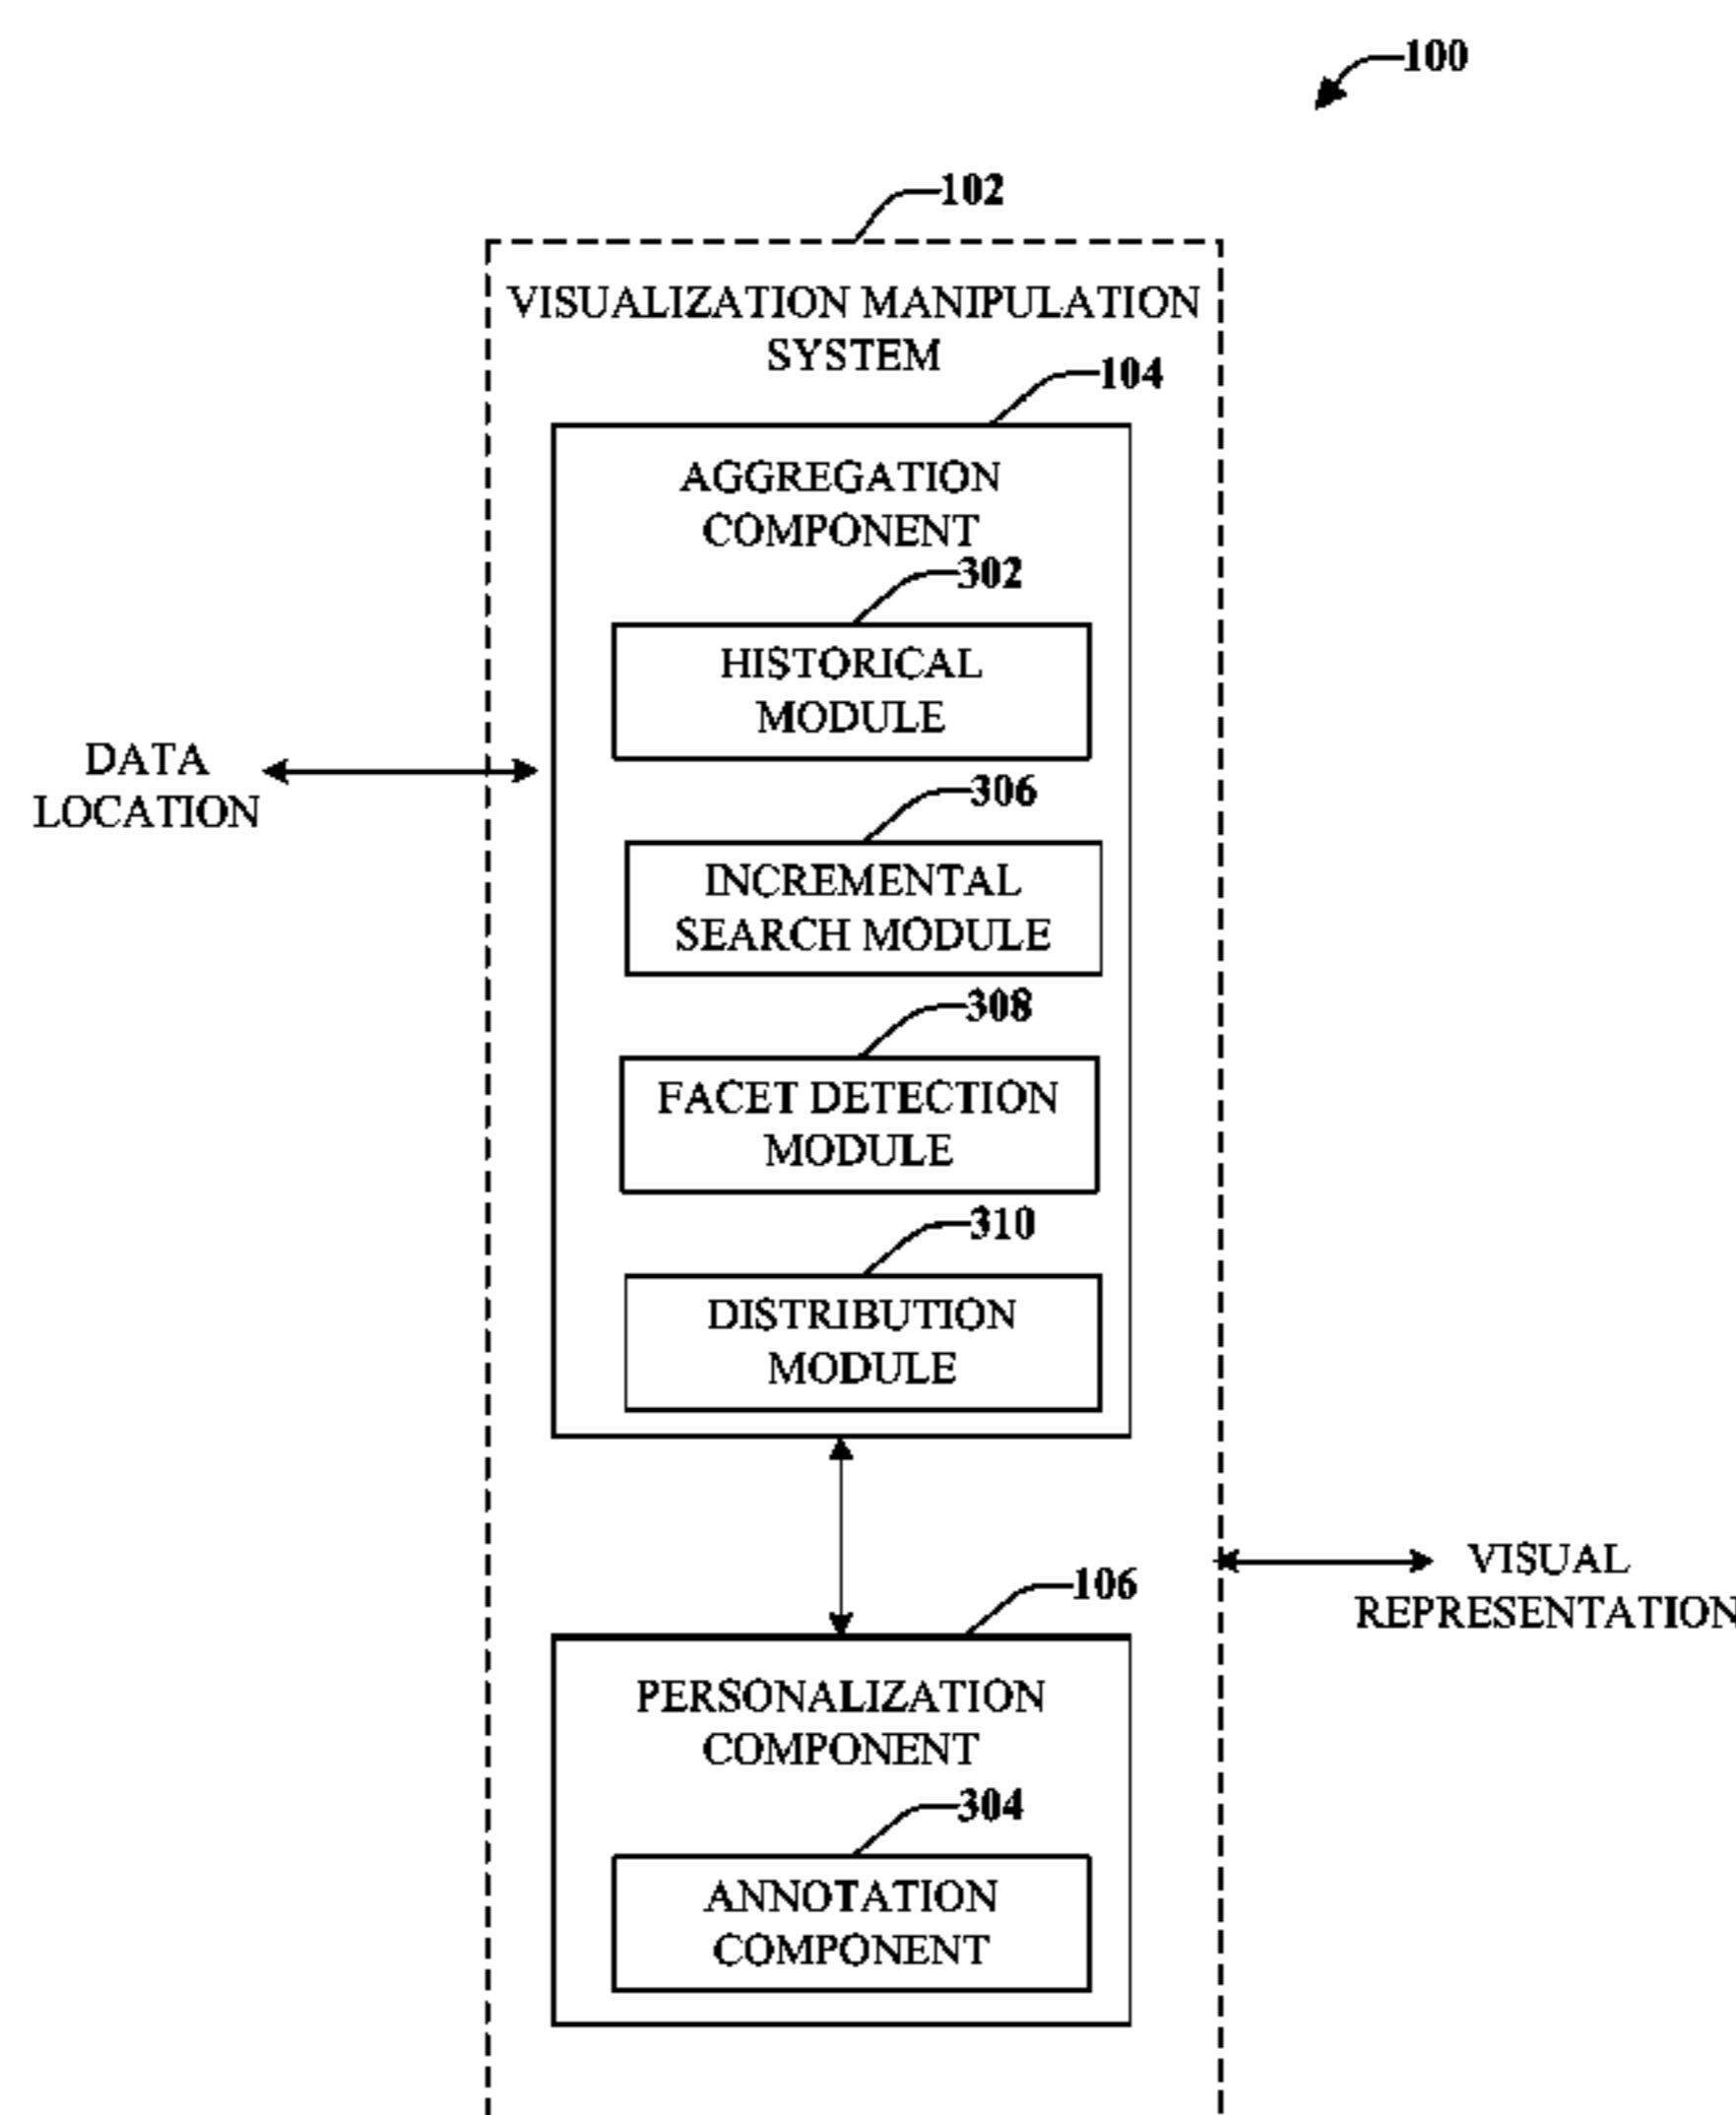 100
102
VISUALIZATION MANIPULATION
SYSTEM
104
AGGREGATION
COMPONENT
302
HISTORICAL
MODULE
DATA
LOCATION
306
INCREMENTAL
SEARCH MODULE
308
FACET DETECTION
MODULE
310
DISTRIBUTION
MODULE
VISUAL
REPRESENTATION
106
PERSONALIZATION
COMPONENT
304
ANNOTATION
COMPONENT